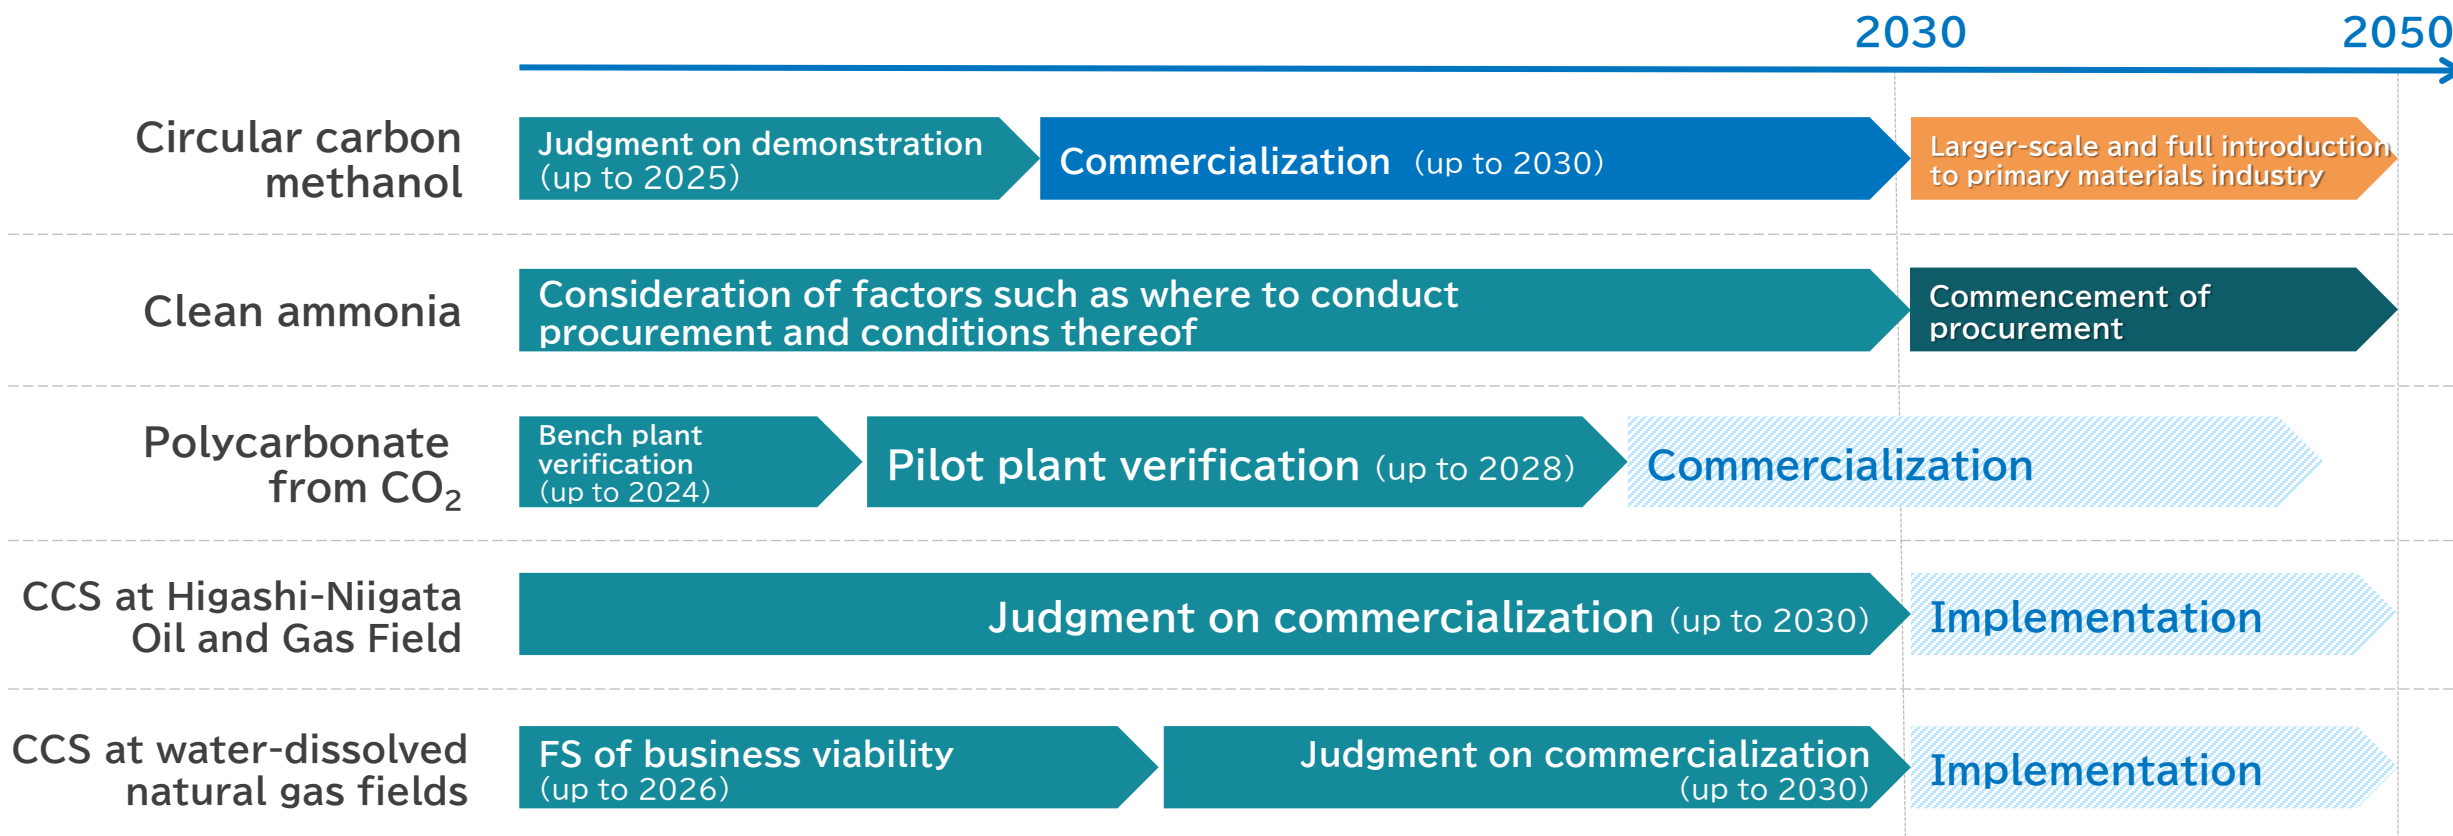 2030
2050
Circular carbon
methanol
Judgment on demonstration
(up to 2025)
Commercialization (up to 2030)
Larger-scale and full introduction
to primary materials industry
Clean ammonia
Consideration of factors such as where to conduct
procurement and conditions thereof
Commencement of
procurement
Polycarbonate
from CO₂
Bench plant
verification
(up to 2024)
Pilot plant verification (up to 2028)
Commercialization
CCS at Higashi-Niigata
Oil and Gas Field
Judgment on commercialization (up to 2030)
Implementation
CCS at water-dissolved
natural gas fields
FS of business viability
(up to 2026)
Judgment on commercialization
(up to 2030)
Implementation